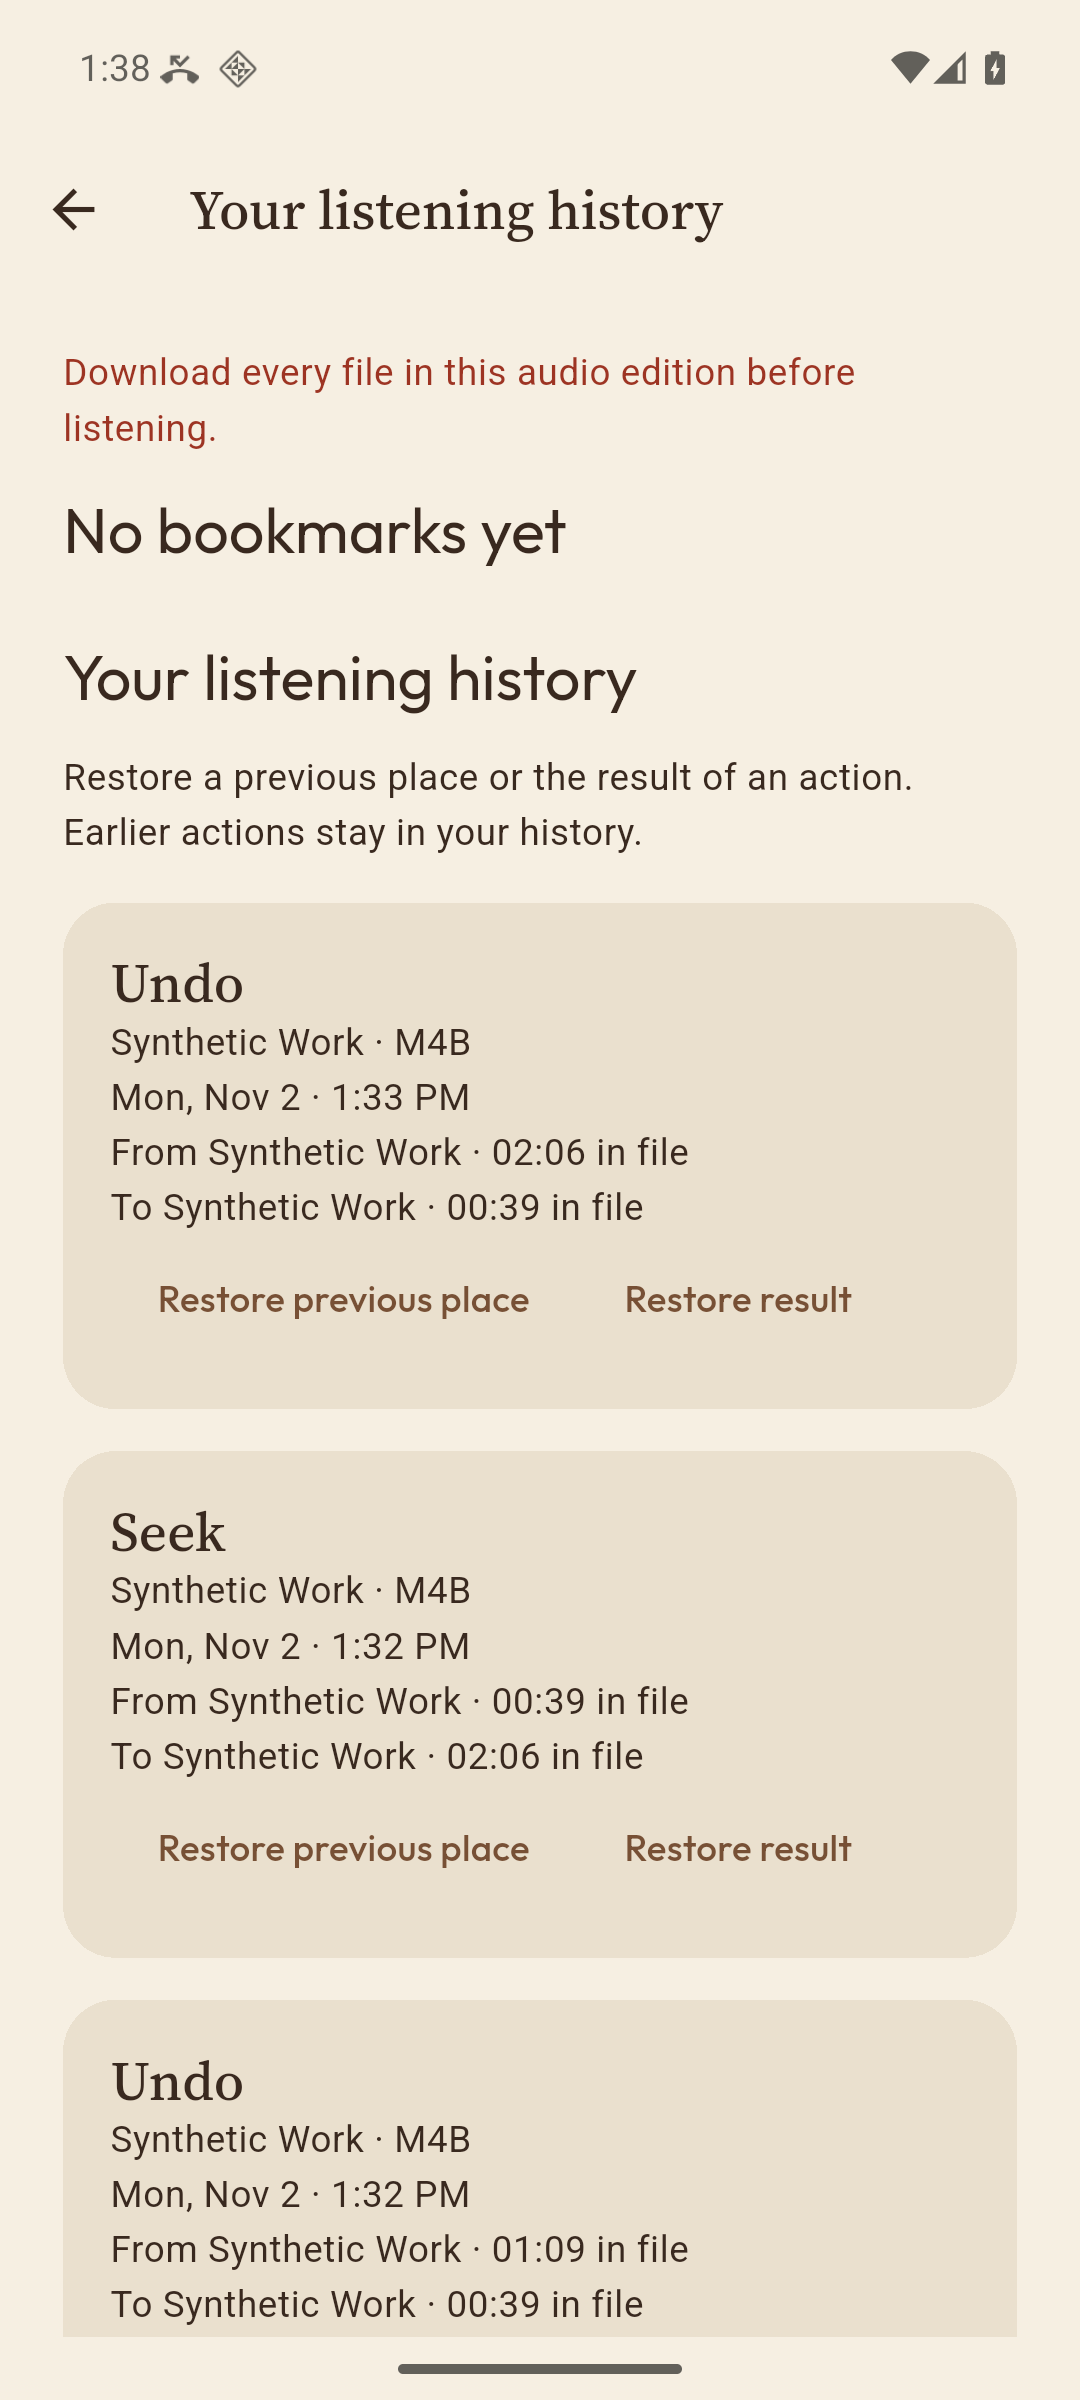 1:38
Your listening history
Download every file in this audio edition before
listening.
No bookmarks yet
Your listening history
Restore a previous place or the result of an action.
Earlier actions stay in your history.
Undo
Synthetic Work · M4B
Mon, Nov 2 · 1:33 PM
From Synthetic Work · 02:06 in file
To Synthetic Work · 00:39 in file
Restore previous place Restore result
Seek
Synthetic Work · M4B
Mon, Nov 2 · 1:32 PM
From Synthetic Work · 00:39 in file
To Synthetic Work · 02:06 in file
Restore previous place Restore result
Undo
Synthetic Work · M4B
Mon, Nov 2 · 1:32 PM
From Synthetic Work · 01:09 in file
To Synthetic Work · 00:39 in file